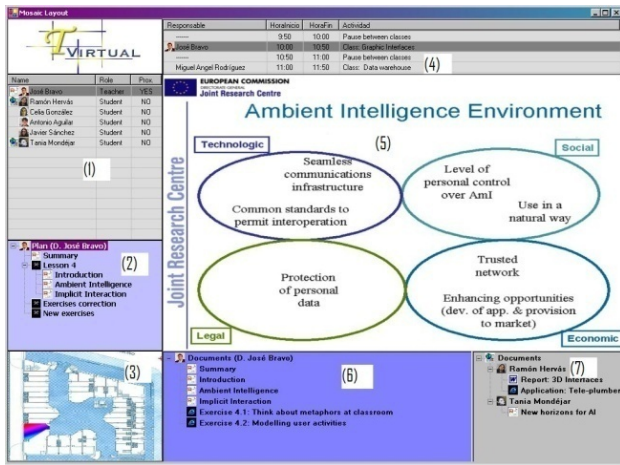 Mosaic Layout
T VIRTUAL
Responsable HoraInicio HoraFin Actividad
------ 9:50 10:00 Pause between classes
José Bravo 10:00 10:50 Class: Graphic Interfaces
------ 10:50 11:00 Pause between classes
Miguel Angel Rodríguez 11:00 11:50 Class: Data warehouse
(4)
Name Role Prox.
José Bravo Teacher YES
Ramón Hervás Student NO
Celia González Student NO
Antonio Aguilar Student NO
Javier Sánchez Student NO
Tania Mondéjar Student NO
(1)
Plan (D. José Bravo)
Summary
Lesson 4
Introduction
Ambient Intelligence
Implicit Interaction
Exercises correction
New exercises
(2)
(3)
EUROPEAN COMMISSION
DIRECTORATE GENERAL
Joint Research Centre
Joint Research Centre
Ambient Intelligence Environment
(5)
Technologic
Seamless
communications
infrastructure
Common standards to
permit interoperation
Social
Level of
personal control
over AmI
Use in a
natural way
Protection
of personal
data
Legal
Trusted
network
Enhancing opportunities
(dev. of app. & provision
to market)
Economic
Documents (D. José Bravo)
Summary
Introduction
Ambient Intelligence
Implicit Interaction
Exercise 4.1: Think about metaphors at classroom
Exercise 4.2: Modelling user activities
(6)
Documents
Ramón Hervás
Report: 3D Interfaces
Application: Tele-plumber
Tania Mondéjar
New horizons for AI
(7)